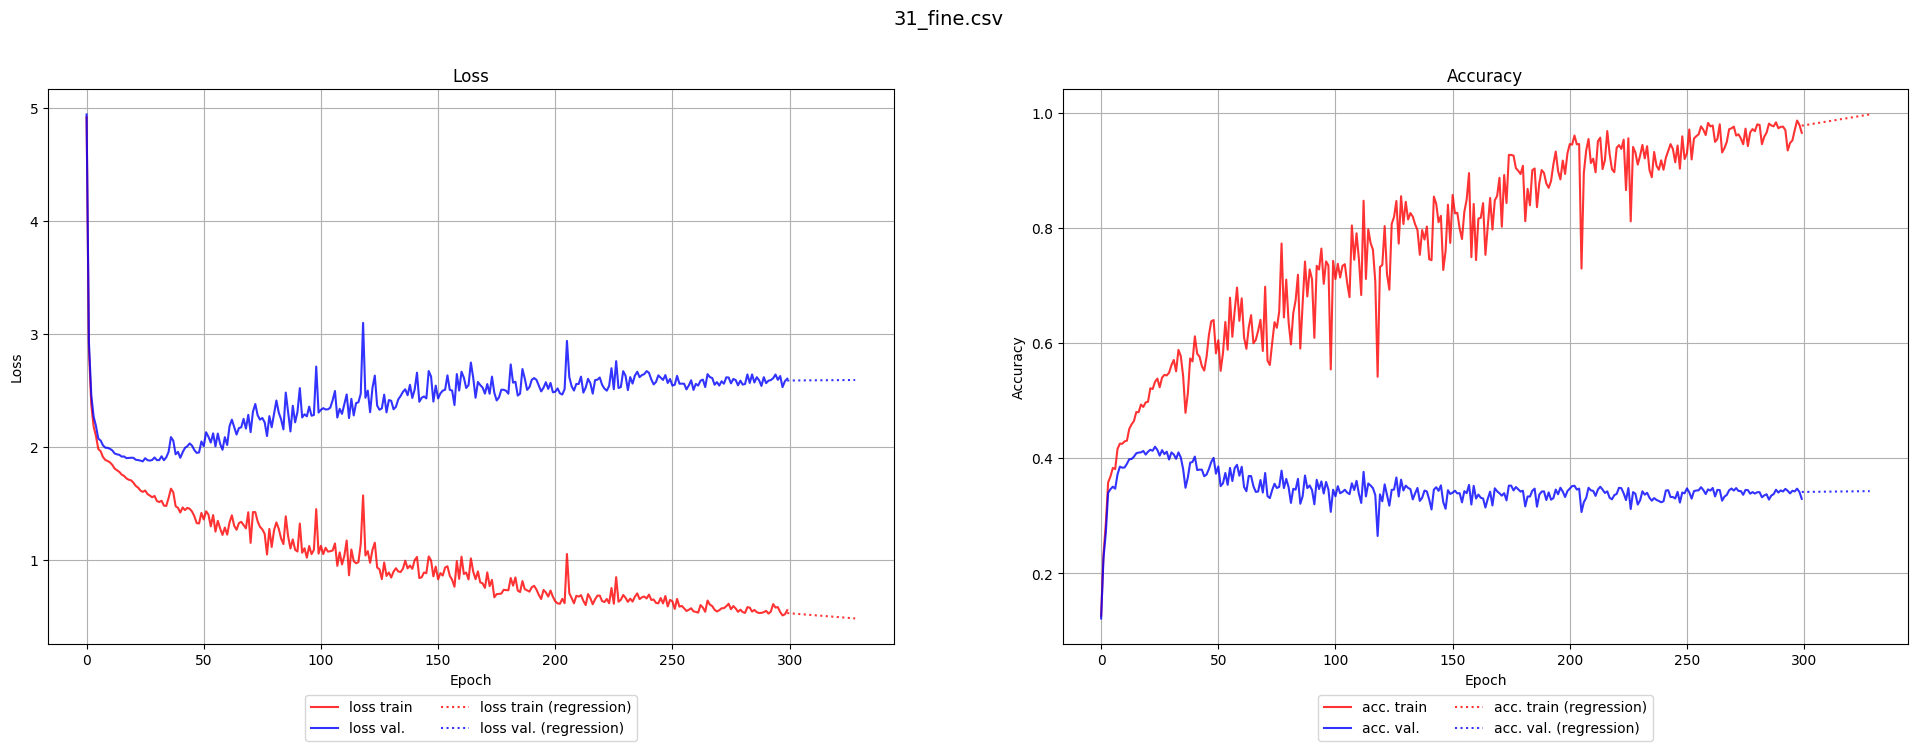 31_fine.csv
Loss
Loss
5
4
3
2
1
0 50 100 150 200 250 300
Epoch
loss train
loss val.
loss train (regression)
loss val. (regression)
Accuracy
Accuracy
1.0
0.8
0.6
0.4
0.2
0 50 100 150 200 250 300
Epoch
acc. train
acc. val.
acc. train (regression)
acc. val. (regression)